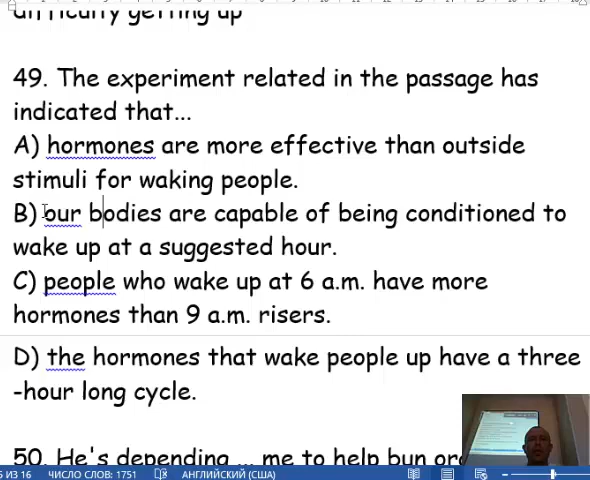 difficulty getting up
49. The experiment related in the passage has
indicated that...
A) hormones are more effective than outside
stimuli for waking people.
B) our bodies are capable of being conditioned to
wake up at a suggested hour.
C) people who wake up at 6 a.m. have more
hormones than 9 a.m. risers.
D) the hormones that wake people up have a three
-hour long cycle.
50. He's depending ... me to help
ИЗ 16 ЧИСЛО СЛОВ: 1751 АНГЛИЙСКИЙ (США)